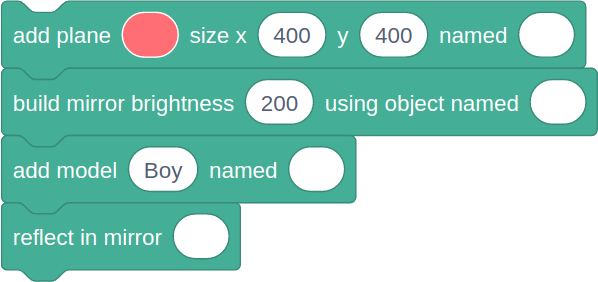 add plane size x 400 y 400 named
build mirror brightness 200 using object named
add model Boy named
reflect in mirror